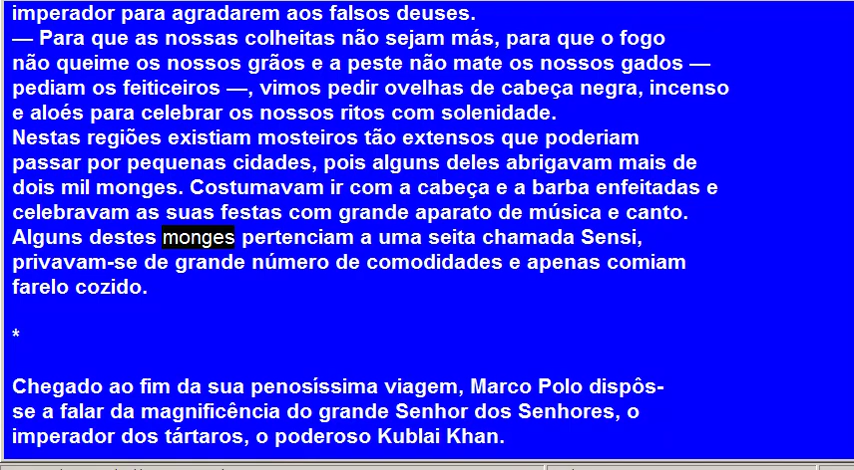 imperador para agradarem aos falsos deuses.
— Para que as nossas colheitas não sejam más, para que o fogo
não queime os nossos grãos e a peste não mate os nossos gados —
pediam os feiticeiros —, vimos pedir ovelhas de cabeça negra, incenso
e aloés para celebrar os nossos ritos com solenidade.
Nestas regiões existiam mosteiros tão extensos que poderiam
passar por pequenas cidades, pois alguns deles abrigavam mais de
dois mil monges. Costumavam ir com a cabeça e a barba enfeitadas e
celebravam as suas festas com grande aparato de música e canto.
Alguns destes monges pertenciam a uma seita chamada Sensi,
privavam-se de grande número de comodidades e apenas comiam
farelo cozido.
*
Chegado ao fim da sua penosíssima viagem, Marco Polo dispôs-
se a falar da magnificência do grande Senhor dos Senhores, o
imperador dos tártaros, o poderoso Kublai Khan.